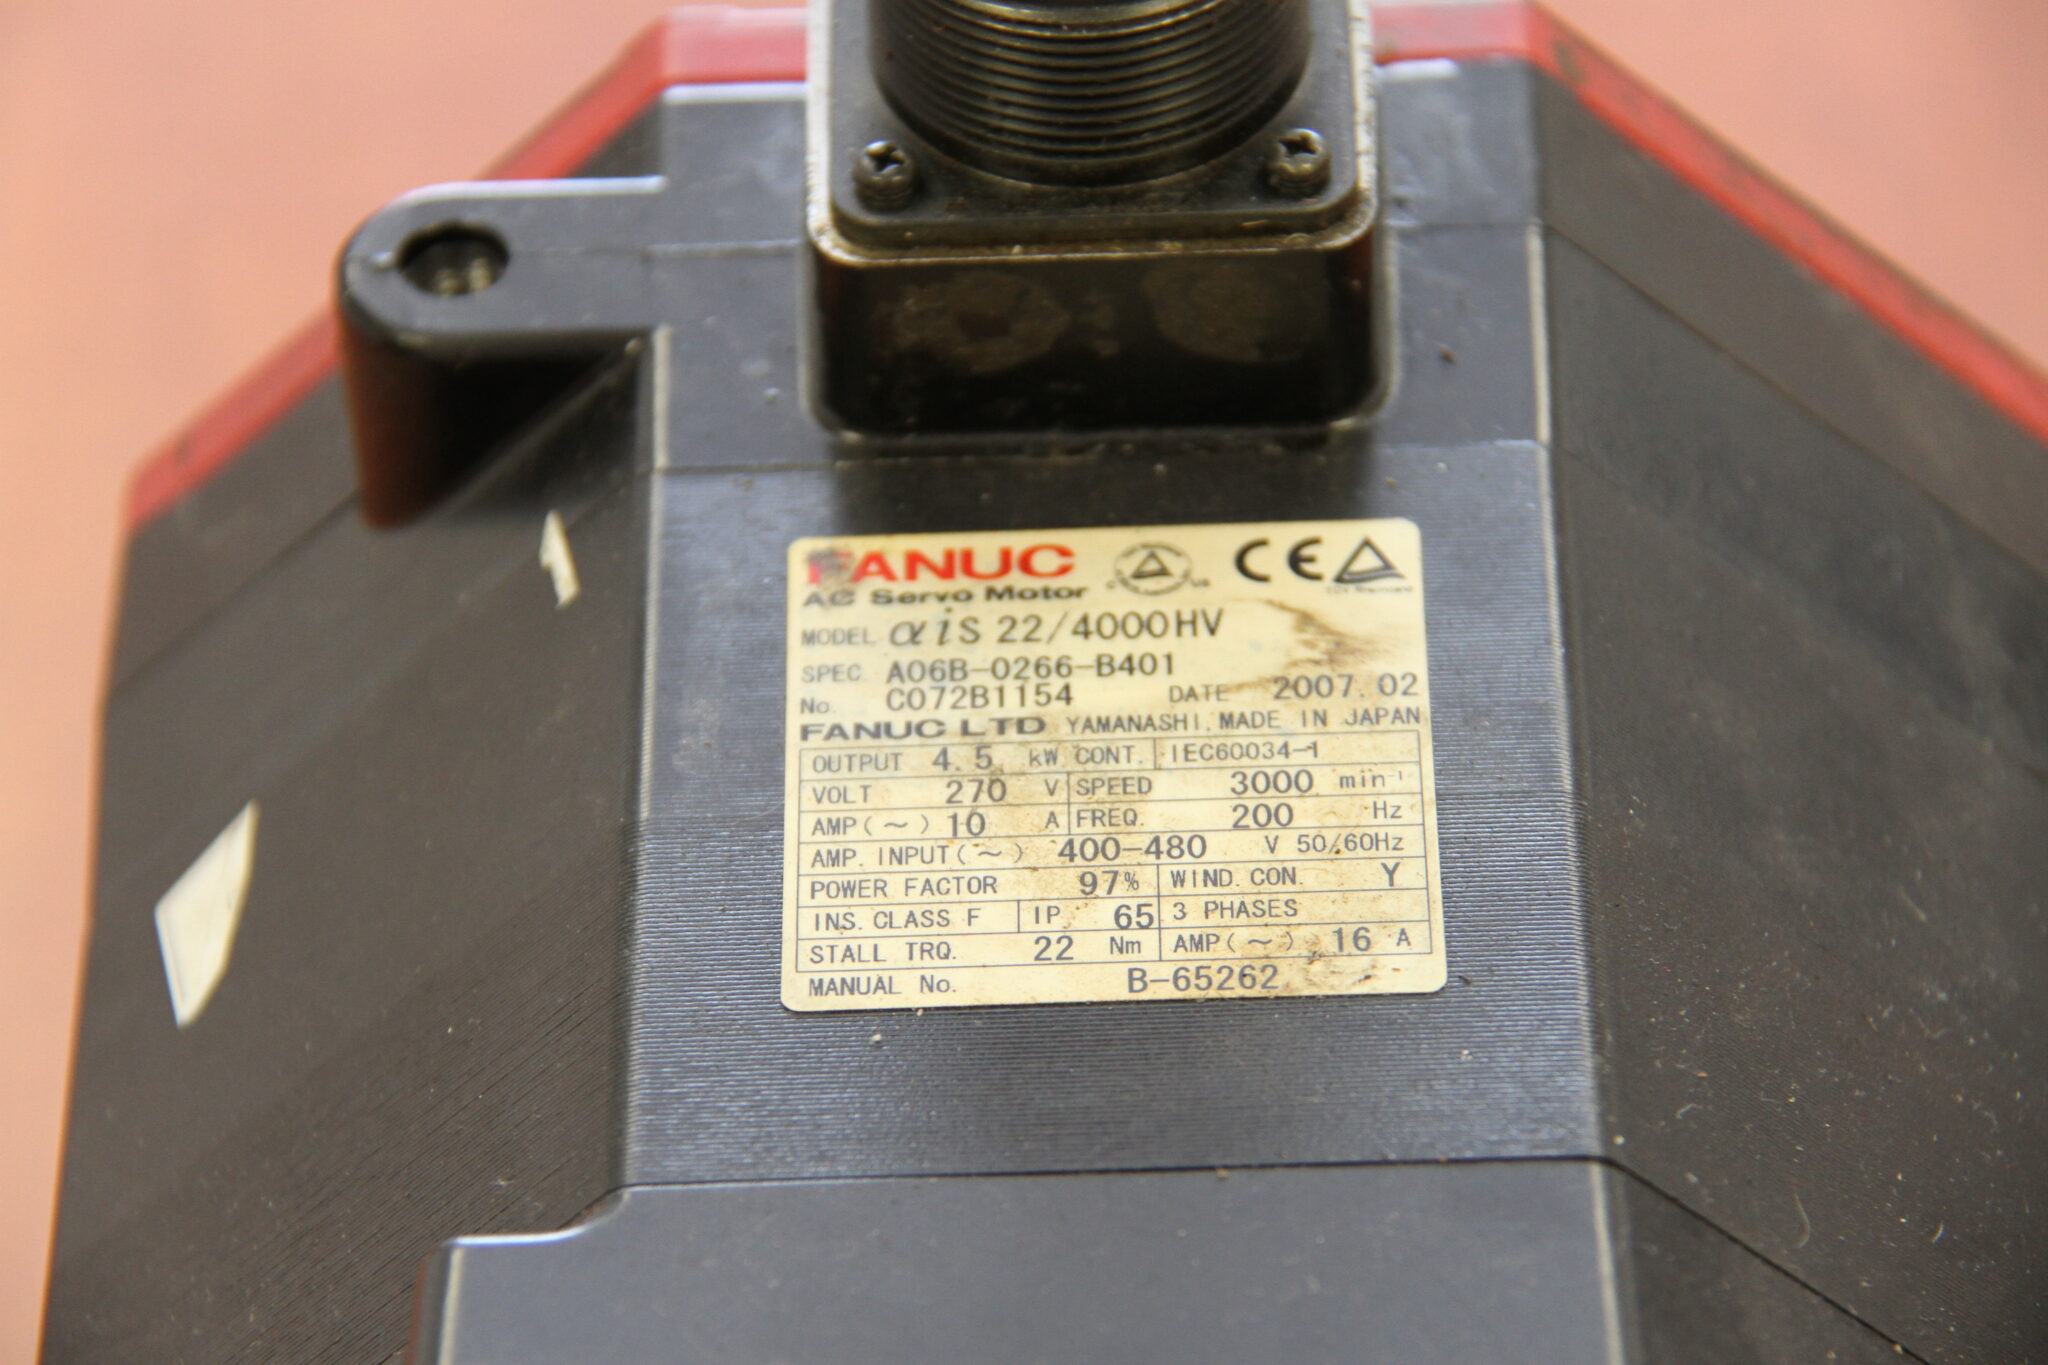 FANUC CE
AC Servo Motor
MODEL αiS 22/4000HV
SPEC. A06B-0266-B401
No. C072B1154 DATE 2007.02
FANUC LTD YAMANASHI, MADE IN JAPAN
OUTPUT 4.5 kW CONT. IEC60034-1
VOLT 270 V SPEED 3000 min⁻¹
AMP(~) 10 A FREQ. 200 Hz
AMP. INPUT(~) 400-480 V 50/60Hz
POWER FACTOR 97% WIND. CON. Y
INS. CLASS F IP 65 3 PHASES
STALL TRQ. 22 Nm AMP(~) 16 A
MANUAL No. B-65262